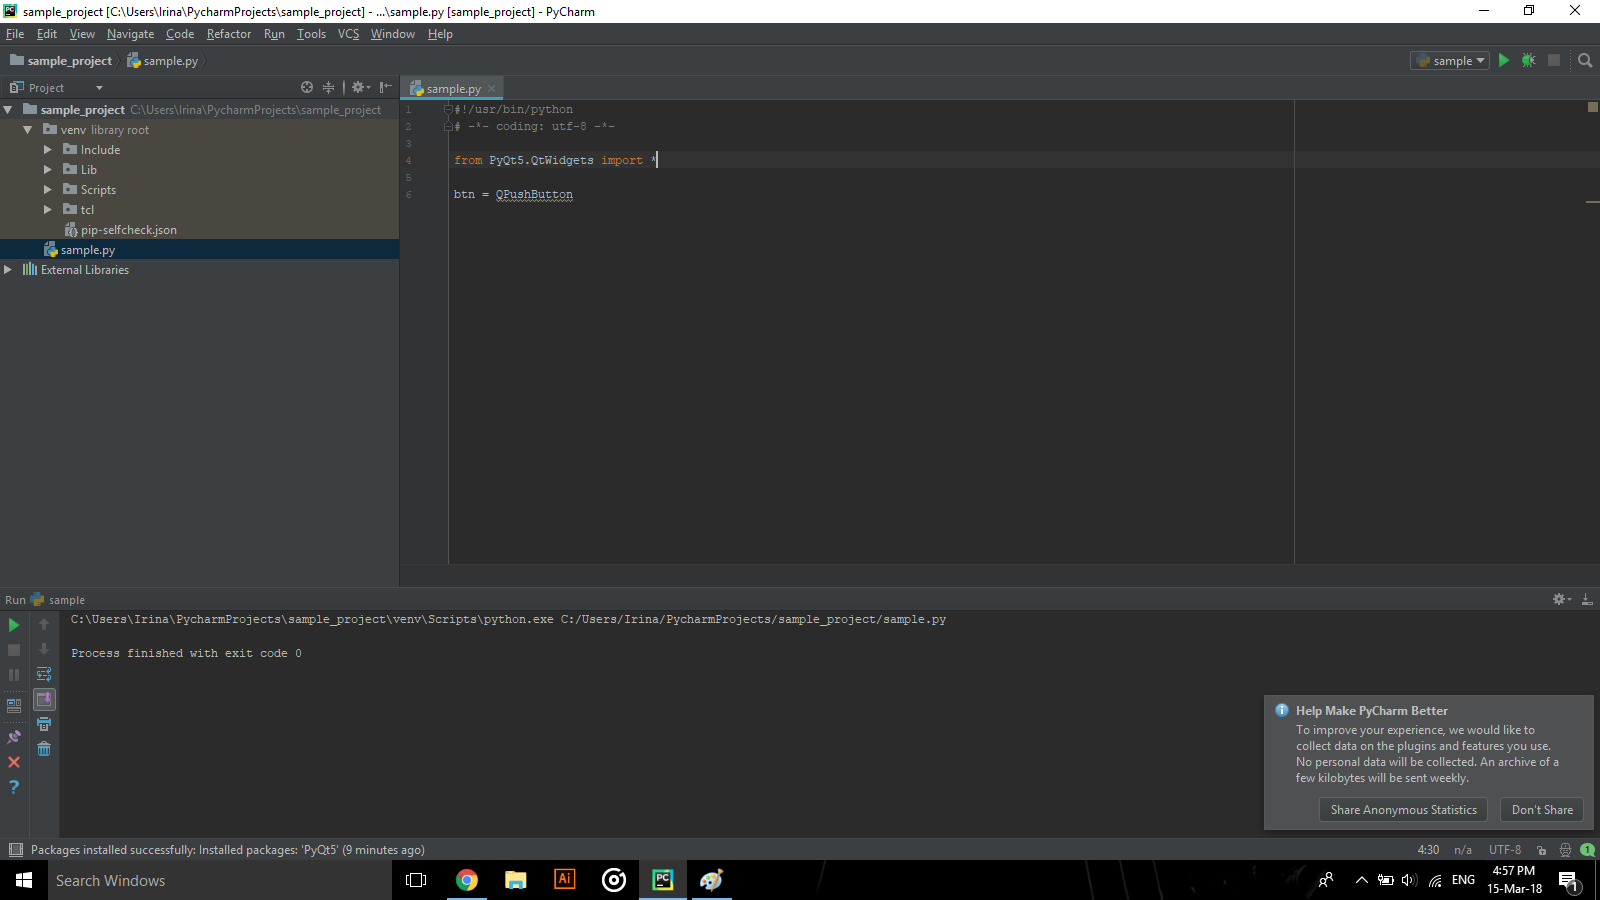 sample_project [C:\Users\Irina\PycharmProjects\sample_project] - ...\sample.py [sample_project] - PyCharm
File Edit View Navigate Code Refactor Run Tools VCS Window Help
sample_project sample.py sample
Project sample.py
sample_project C:\Users\Irina\PycharmProjects\sample_project
venv library root
Include
Lib
Scripts
tcl
pip-selfcheck.json
sample.py
External Libraries
1 #!/usr/bin/python
2 # -*- coding: utf-8 -*-
3
4 from PyQt5.QtWidgets import *
5
6 btn = QPushButton
Run sample
C:\Users\Irina\PycharmProjects\sample_project\venv\Scripts\python.exe C:/Users/Irina/PycharmProjects/sample_project/sample.py
Process finished with exit code 0
Help Make PyCharm Better
To improve your experience, we would like to
collect data on the plugins and features you use.
No personal data will be collected. An archive of a
few kilobytes will be sent weekly.
Share Anonymous Statistics Don't Share
Packages installed successfully: Installed packages: 'PyQt5' (9 minutes ago) 4:30 n/a UTF-8 1
Search Windows Ai PC ENG 4:57 PM
15-Mar-18 1